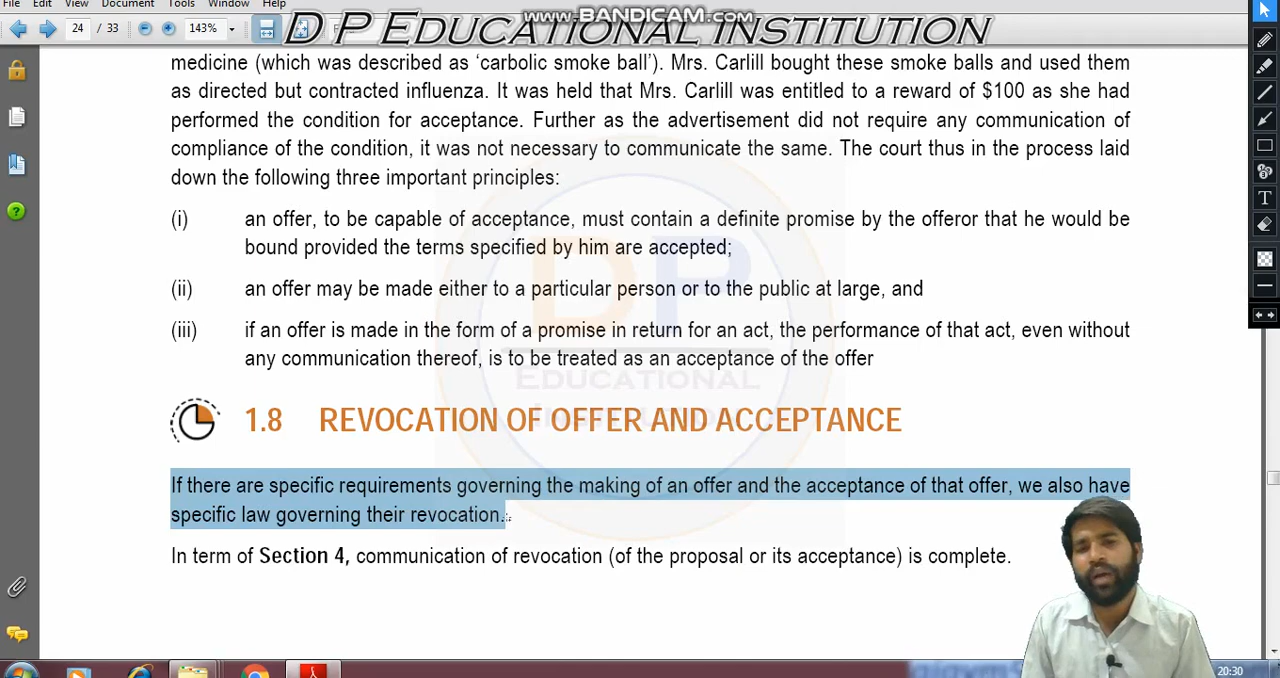 File Edit View Document Tools Window Help
www.BANDICAM.com
D P EDUCATIONAL INSTITUTION
24 / 33 143%
medicine (which was described as ‘carbolic smoke ball’). Mrs. Carlill bought these smoke balls and used them
as directed but contracted influenza. It was held that Mrs. Carlill was entitled to a reward of $100 as she had
performed the condition for acceptance. Further as the advertisement did not require any communication of
compliance of the condition, it was not necessary to communicate the same. The court thus in the process laid
down the following three important principles:
(i) an offer, to be capable of acceptance, must contain a definite promise by the offeror that he would be
bound provided the terms specified by him are accepted;
(ii) an offer may be made either to a particular person or to the public at large, and
(iii) if an offer is made in the form of a promise in return for an act, the performance of that act, even without
any communication thereof, is to be treated as an acceptance of the offer
DP
EDUCATIONAL
1.8 REVOCATION OF OFFER AND ACCEPTANCE
If there are specific requirements governing the making of an offer and the acceptance of that offer, we also have
specific law governing their revocation.
In term of Section 4, communication of revocation (of the proposal or its acceptance) is complete.
20:30